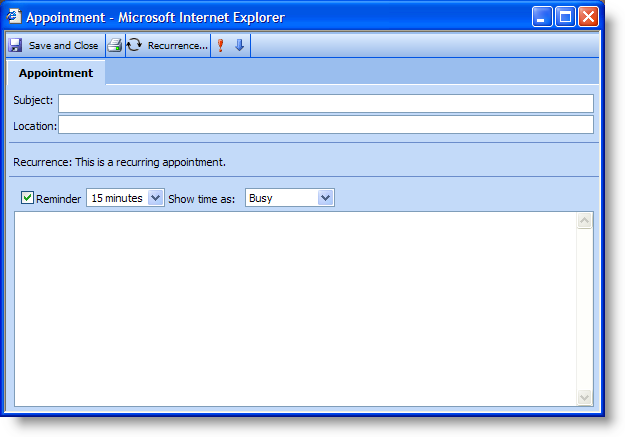 Appointment - Microsoft Internet Explorer
Save and Close Recurrence...
Appointment
Subject:
Location:
Recurrence: This is a recurring appointment.
Reminder 15 minutes Show time as: Busy